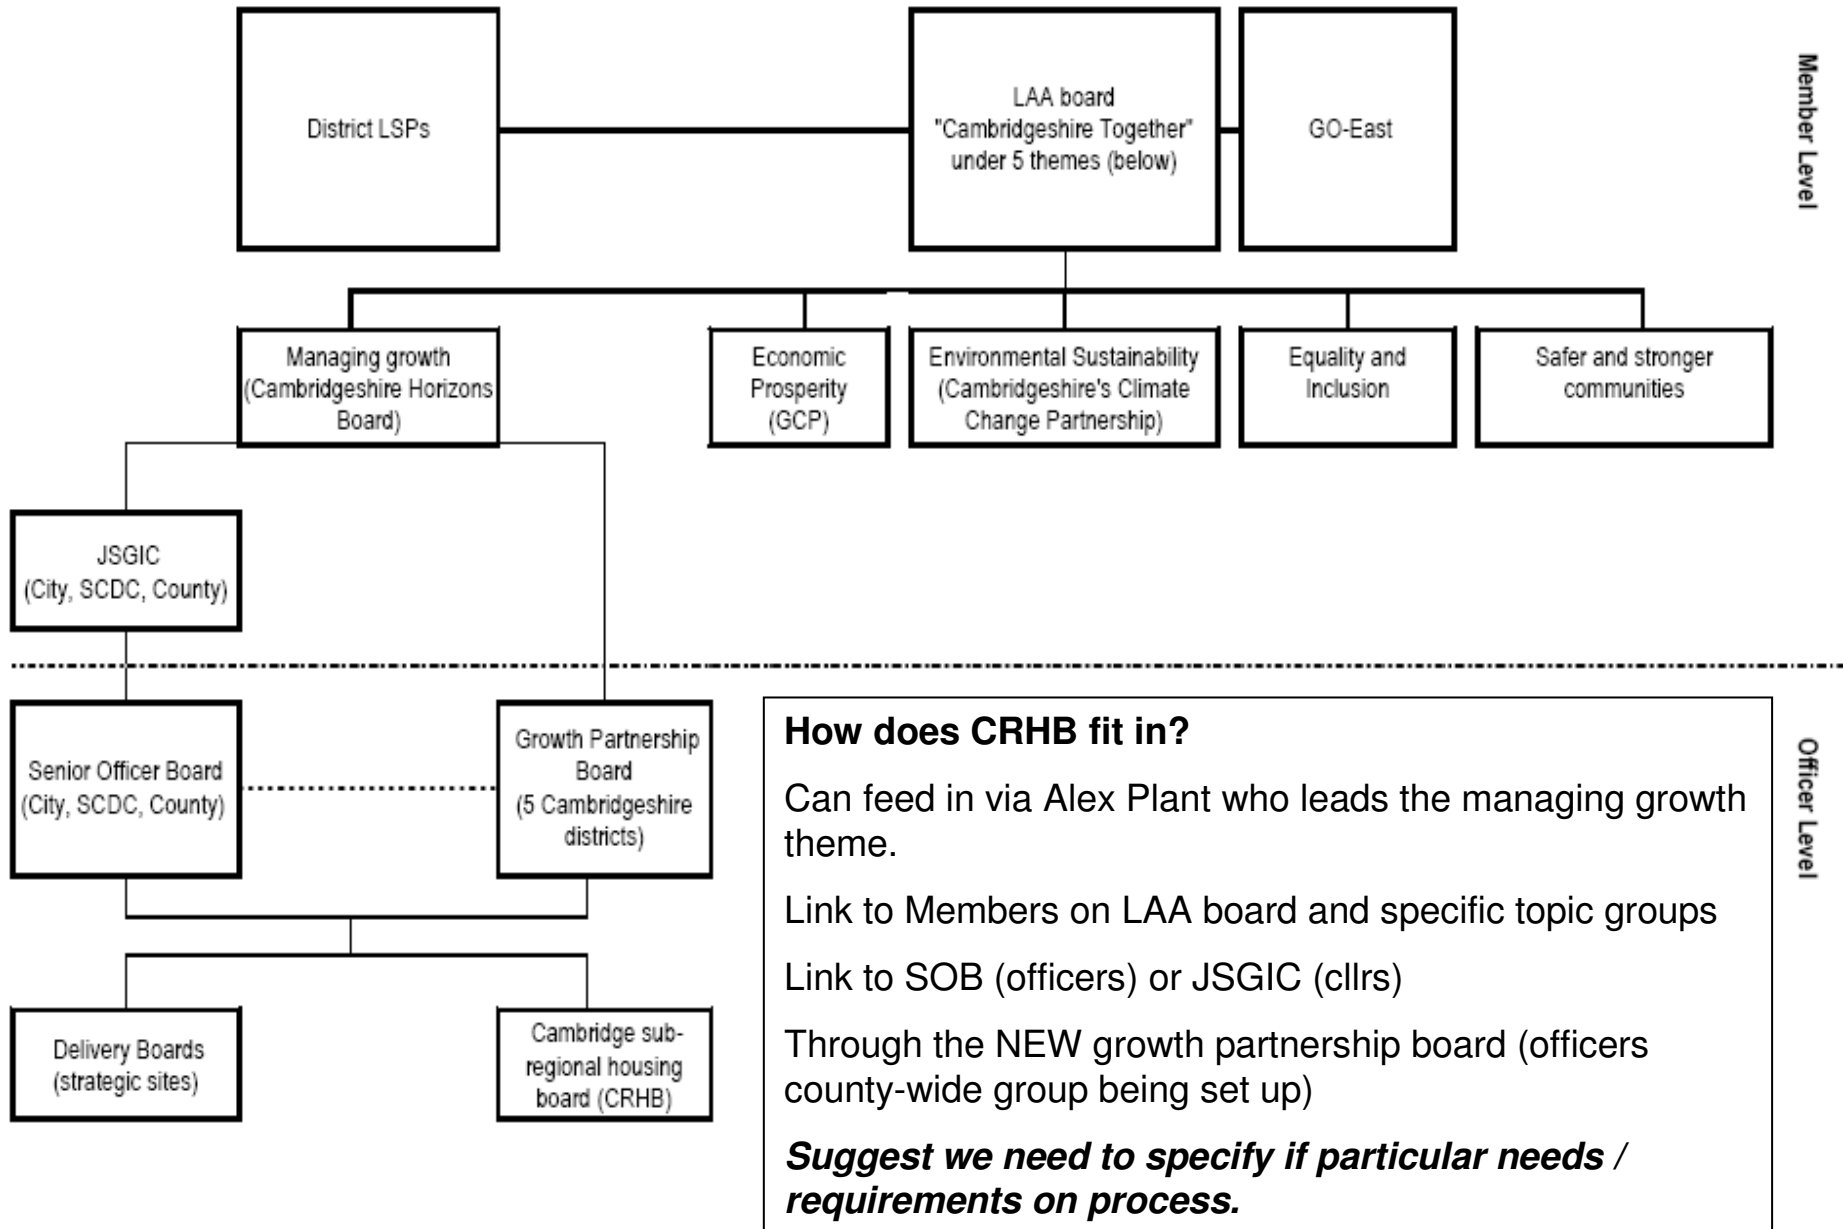 District LSPs
LAA board
"Cambridgeshire Together"
under 5 themes (below)
GO-East
Member Level
Managing growth
(Cambridgeshire Horizons
Board)
Economic
Prosperity
(GCP)
Environmental Sustainability
(Cambridgeshire's Climate
Change Partnership)
Equality and
Inclusion
Safer and stronger
communities
JSGIC
(City, SCDC, County)
Senior Officer Board
(City, SCDC, County)
Growth Partnership
Board
(5 Cambridgeshire
districts)
Delivery Boards
(strategic sites)
Cambridge sub-
regional housing
board (CRHB)
How does CRHB fit in?
Can feed in via Alex Plant who leads the managing growth
theme.
Link to Members on LAA board and specific topic groups
Link to SOB (officers) or JSGIC (cllrs)
Through the NEW growth partnership board (officers
county-wide group being set up)
Suggest we need to specify if particular needs /
requirements on process.
Officer Level